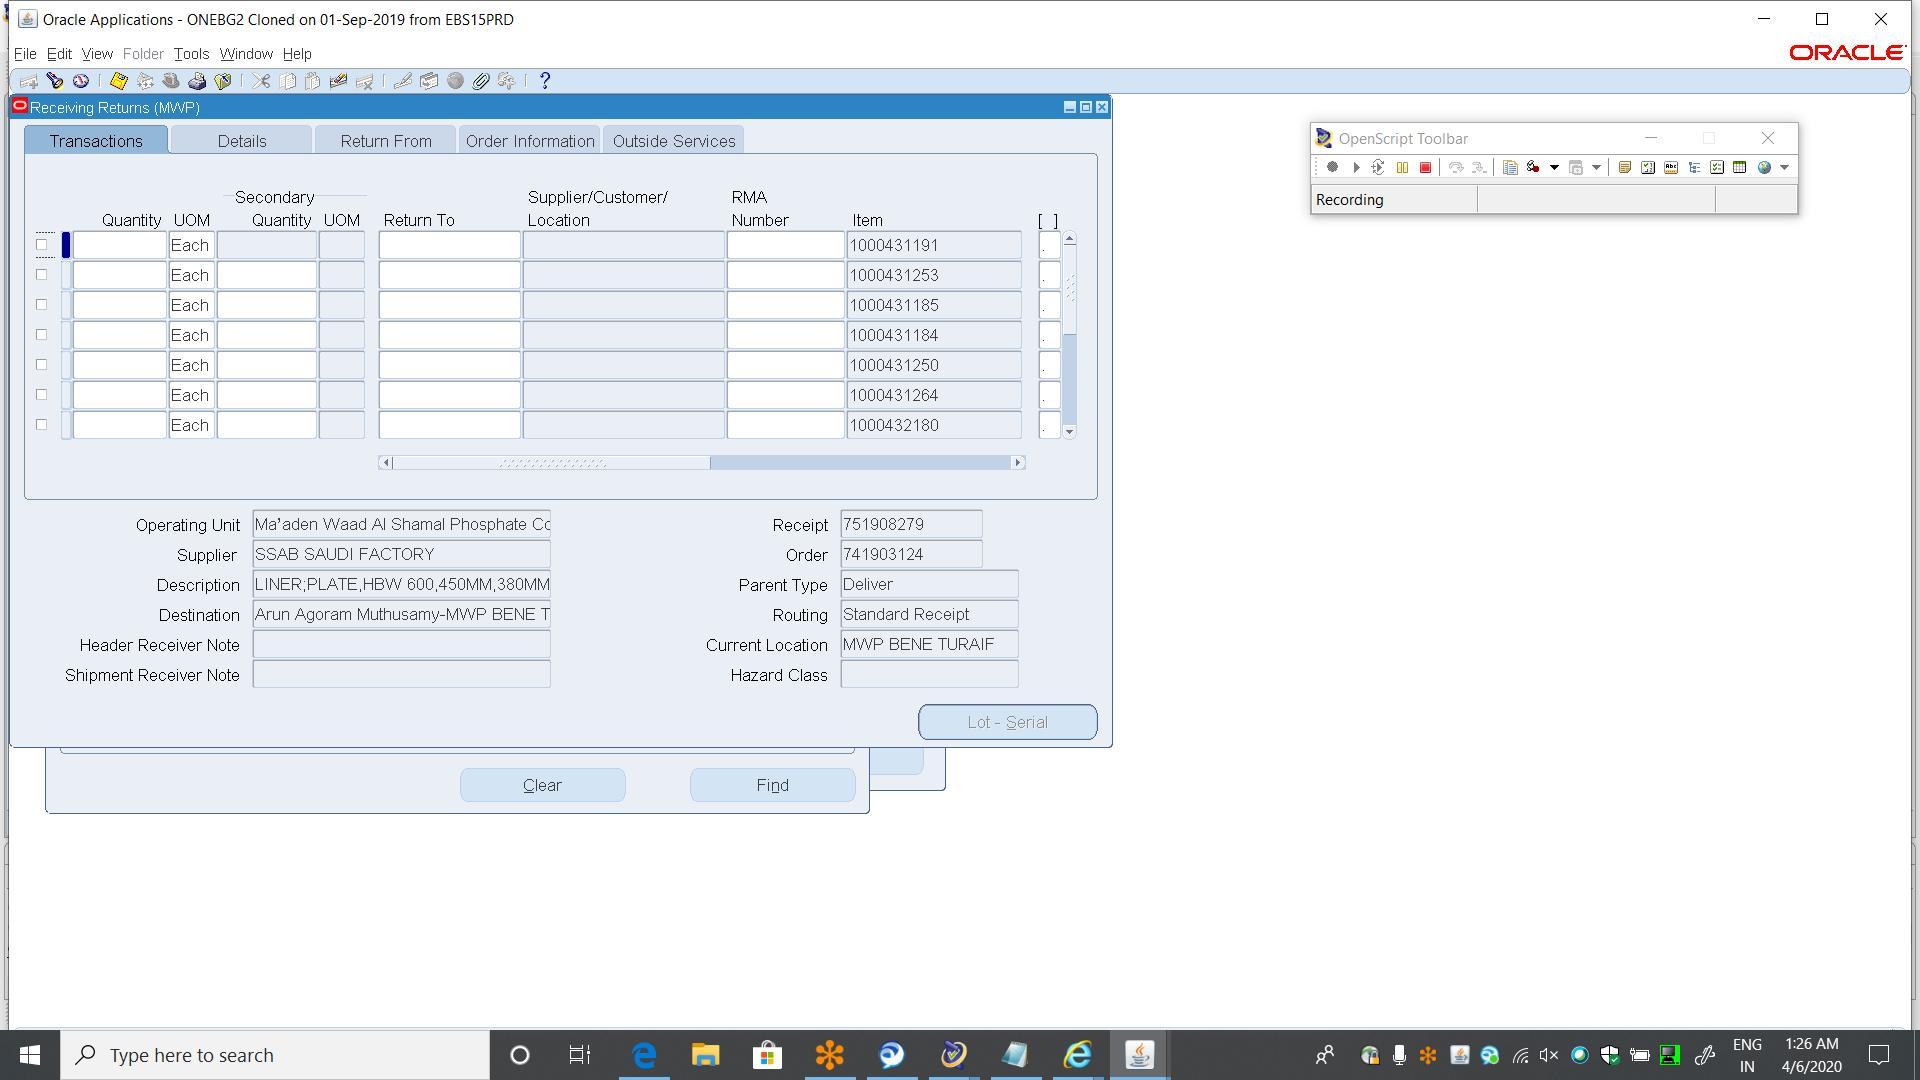 Oracle Applications - ONEBG2 Cloned on 01-Sep-2019 from EBS15PRD
File Edit View Folder Tools Window Help
ORACLE
Receiving Returns (MWP)
Transactions Details Return From Order Information Outside Services
Secondary Supplier/Customer/ RMA
Quantity UOM Quantity UOM Return To Location Number Item [ ]
Each 1000431191 .
Each 1000431253 .
Each 1000431185 .
Each 1000431184 .
Each 1000431250 .
Each 1000431264 .
Each 1000432180 .
Operating Unit Ma'aden Waad Al Shamal Phosphate Cc Receipt 751908279
Supplier SSAB SAUDI FACTORY Order 741903124
Description LINER;PLATE,HBW 600,450MM,380MM Parent Type Deliver
Destination Arun Agoram Muthusamy-MWP BENE T Routing Standard Receipt
Header Receiver Note Current Location MWP BENE TURAIF
Shipment Receiver Note Hazard Class
Lot - Serial
Clear Find
OpenScript Toolbar
Recording
Type here to search
ENG
IN
1:26 AM
4/6/2020